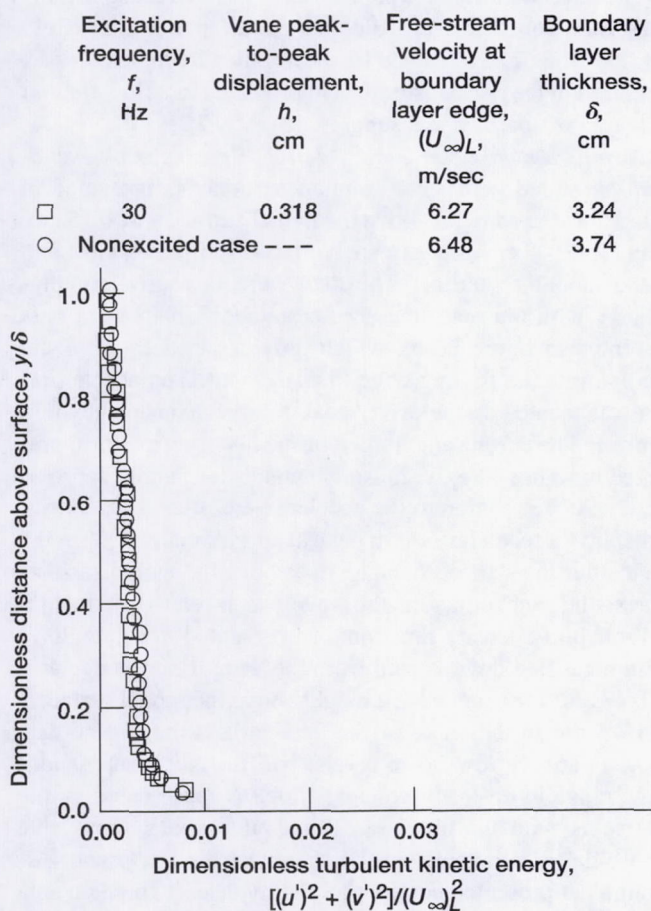 Excitation frequency, f, Hz
Vane peak-to-peak displacement, h, cm
Free-stream velocity at boundary layer edge, (U∞)L, m/sec
Boundary layer thickness, δ, cm
□ 30 0.318 6.27 3.24
○ Nonexcited case --- 6.48 3.74
Dimensionless distance above surface, y/δ
1.0
0.8
0.6
0.4
0.2
0.0
0.00 0.01 0.02 0.03
Dimensionless turbulent kinetic energy,
[(u')² + (v')²]/(U∞)²L